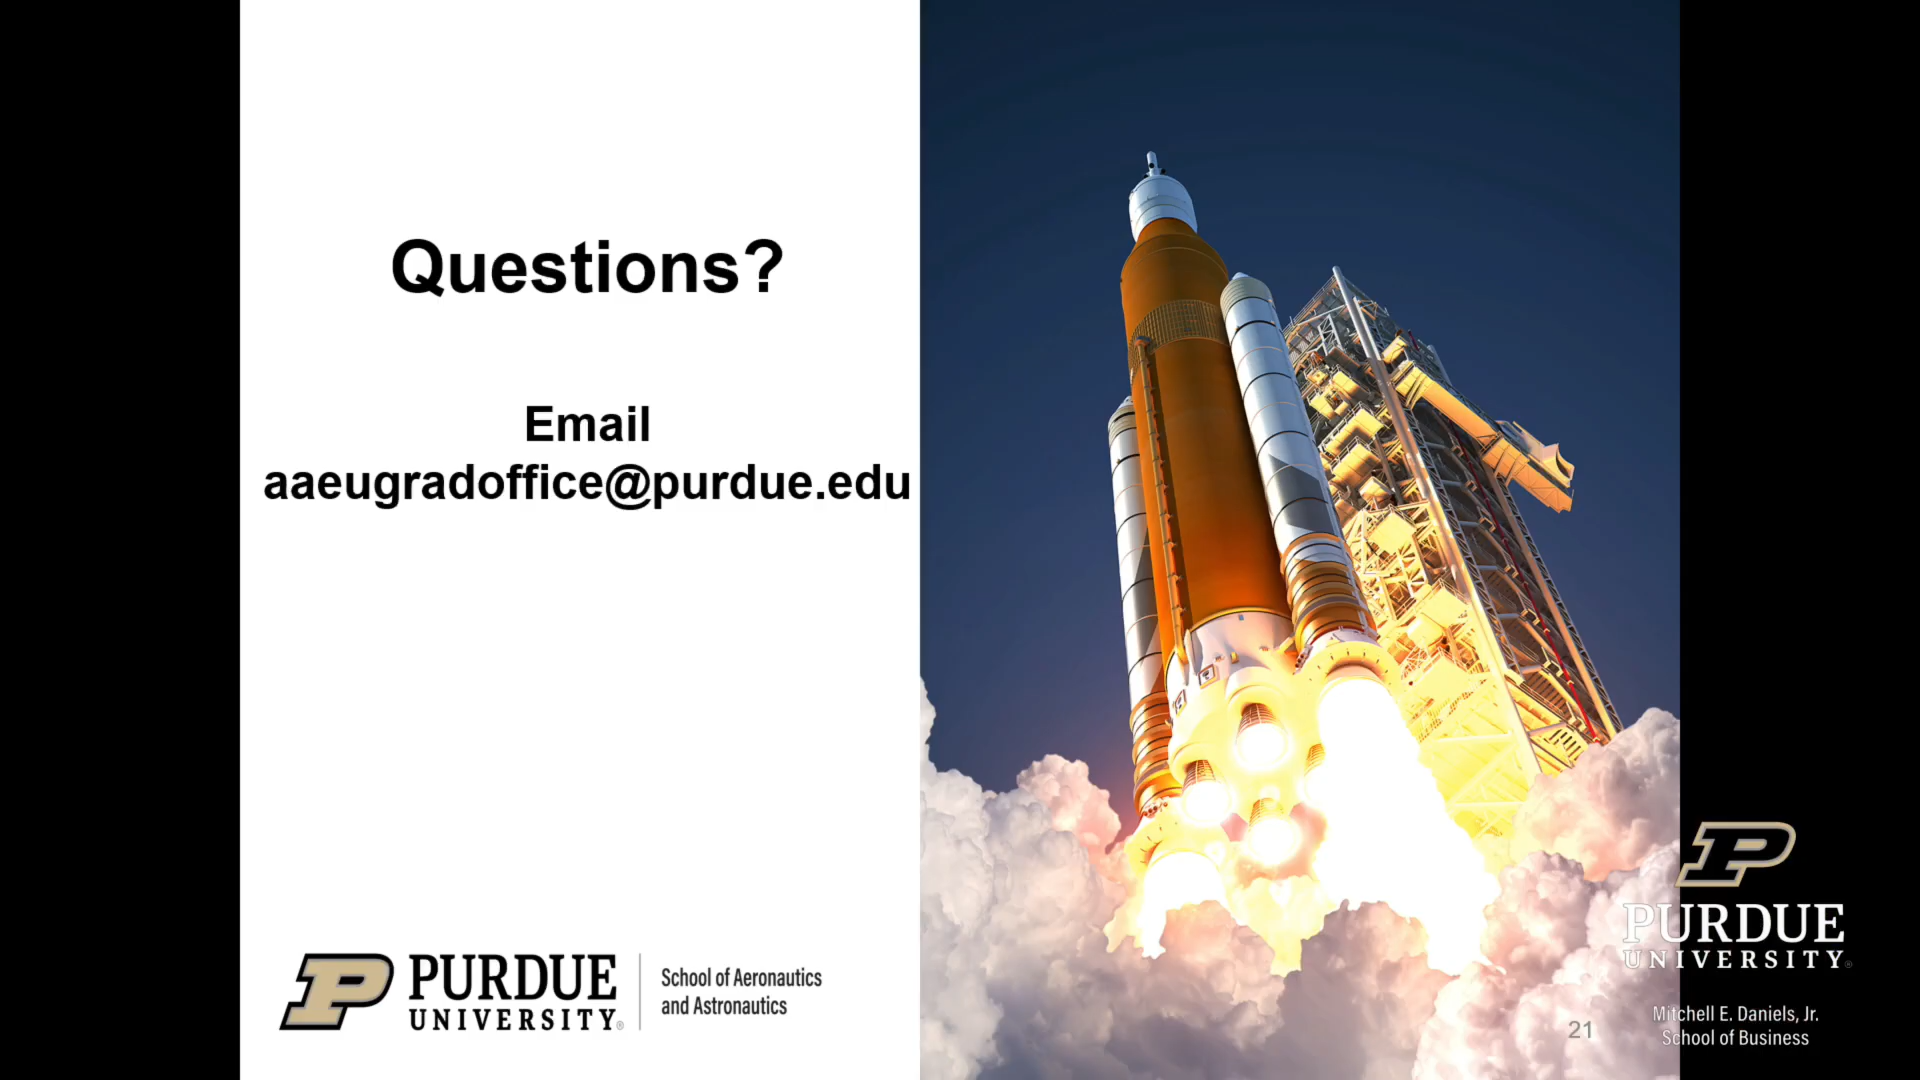 Questions?
Email
aaeugradoffice@purdue.edu
PURDUE
UNIVERSITY®
School of Aeronautics
and Astronautics
21
PURDUE
UNIVERSITY®
Mitchell E. Daniels, Jr.
School of Business